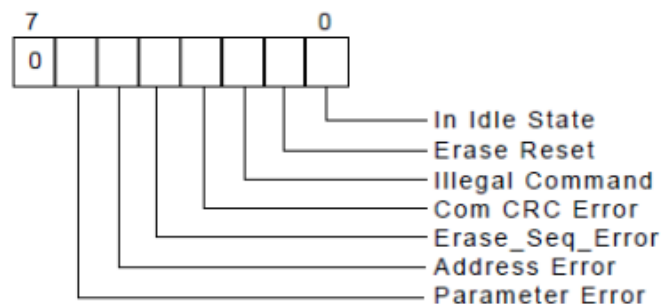 7 0
0
In Idle State
Erase Reset
Illegal Command
Com CRC Error
Erase_Seq_Error
Address Error
Parameter Error